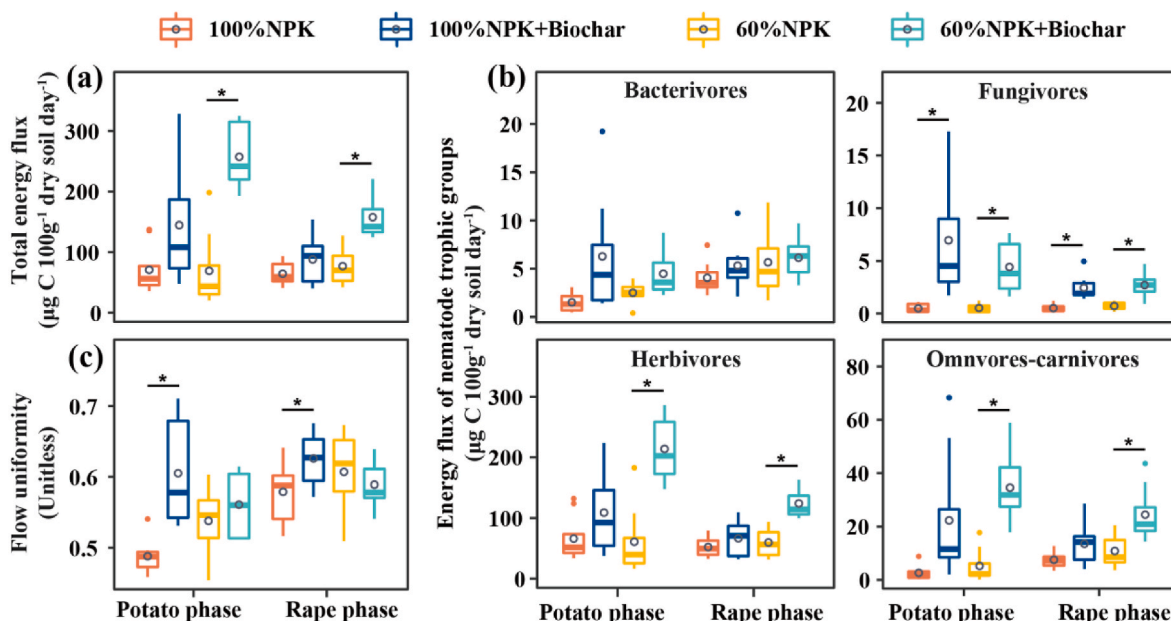 100%NPK 100%NPK+Biochar 60%NPK 60%NPK+Biochar
(a)
Total energy flux
(µg C 100g⁻¹ dry soil day⁻¹)
300
200
100
0
*
*
(c)
Flow uniformity
(Unitless)
0.7
0.6
0.5
*
*
Potato phase Rape phase
(b)
Energy flux of nematode trophic groups
(µg C 100g⁻¹ dry soil day⁻¹)
Bacterivores
20
15
10
5
0
Fungivores
20
15
10
5
0
*
*
*
*
Herbivores
300
200
100
0
*
*
Potato phase Rape phase
Omnvores-carnivores
80
60
40
20
0
*
*
Potato phase Rape phase